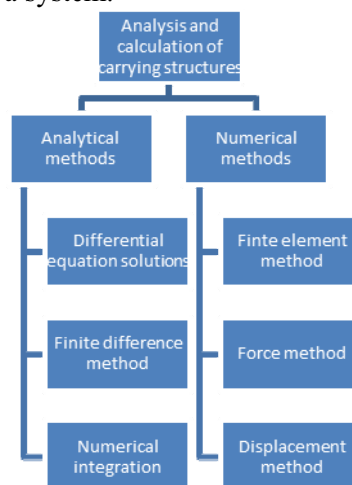 a system.
Analysis and
calculation of
carrying structures
Analytical
methods
Numerical
methods
Differential
equation solutions
Finte element
method
Finite difference
method
Force method
Numerical
integration
Displacement
method